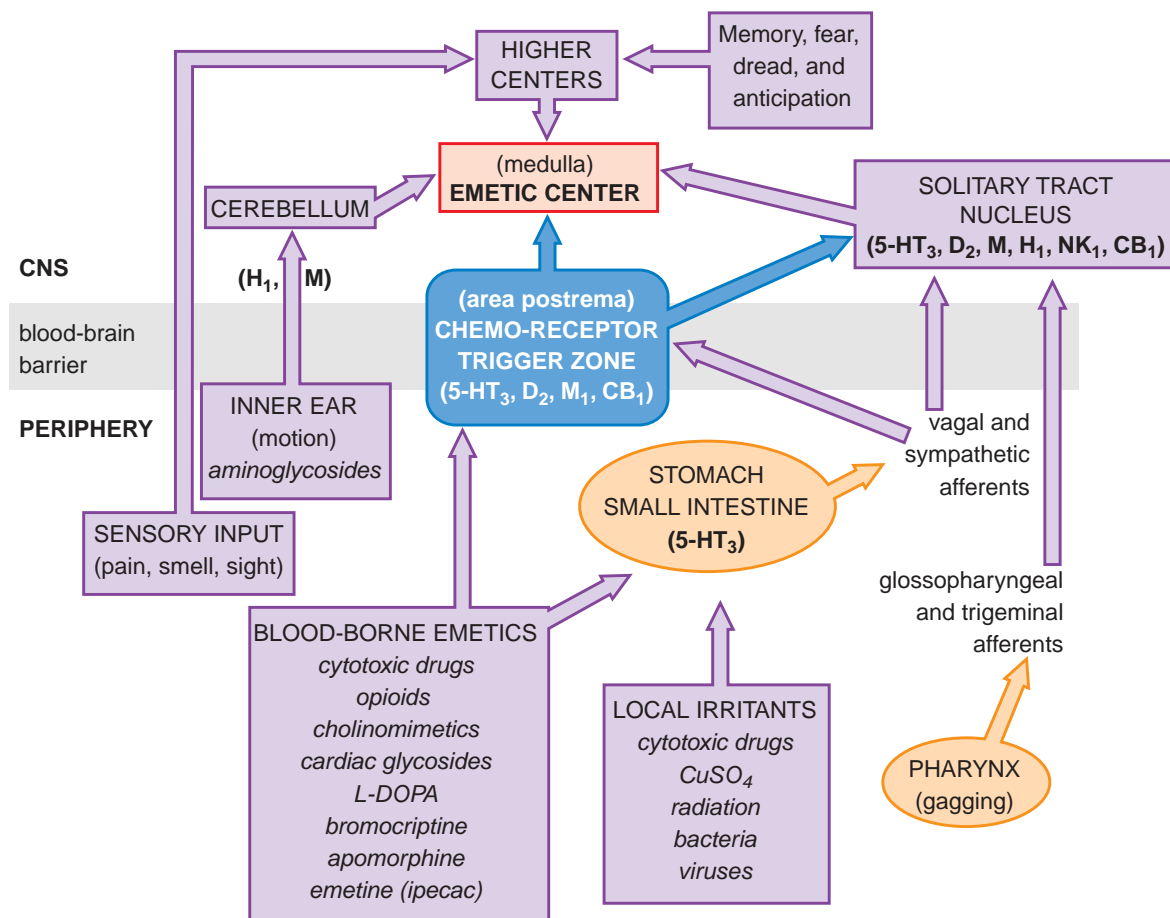 HIGHER
CENTERS
Memory, fear,
dread, and
anticipation
(medulla)
EMETIC CENTER
CEREBELLUM
SOLITARY TRACT
NUCLEUS
(5-HT₃, D₂, M, H₁, NK₁, CB₁)
CNS
(H₁, M)
(area postrema)
CHEMO-RECEPTOR
TRIGGER ZONE
(5-HT₃, D₂, M₁, CB₁)
blood-brain
barrier
PERIPHERY
INNER EAR
(motion)
aminoglycosides
vagal and
sympathetic
afferents
STOMACH
SMALL INTESTINE
(5-HT₃)
SENSORY INPUT
(pain, smell, sight)
glossopharyngeal
and trigeminal
afferents
BLOOD-BORNE EMETICS
cytotoxic drugs
opioids
cholinomimetics
cardiac glycosides
L-DOPA
bromocriptine
apomorphine
emetine (ipecac)
LOCAL IRRITANTS
cytotoxic drugs
CuSO₄
radiation
bacteria
viruses
PHARYNX
(gagging)